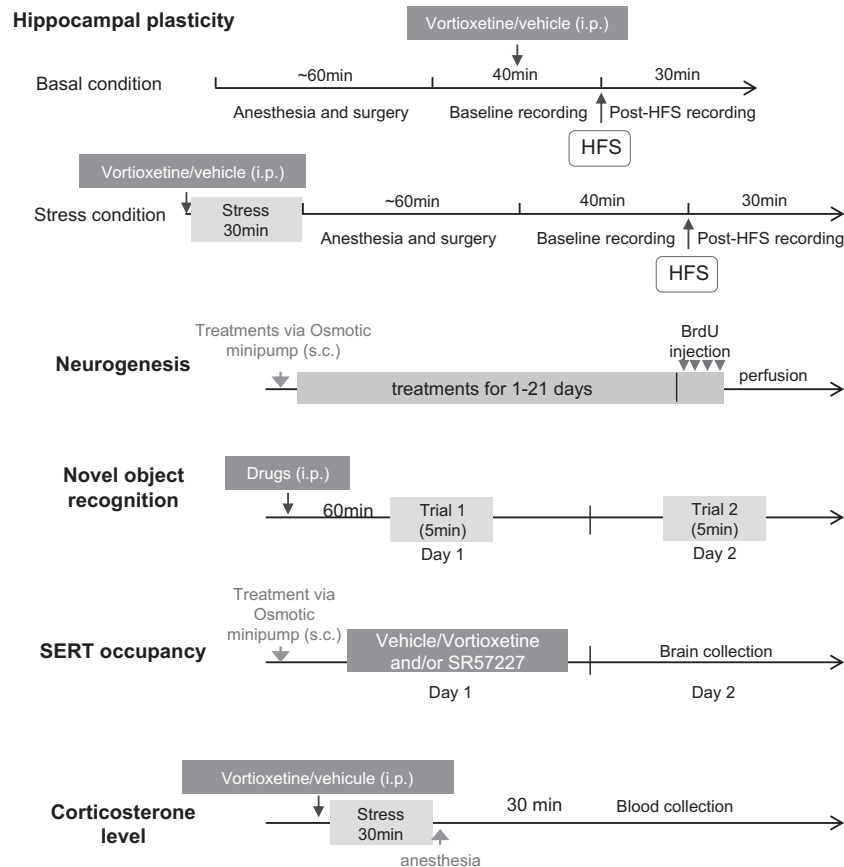 Hippocampal plasticity
Vortioxetine/vehicle (i.p.)
Basal condition
~60min
40min
30min
Anesthesia and surgery
Baseline recording
Post-HFS recording
HFS
Vortioxetine/vehicle (i.p.)
Stress condition
Stress
30min
~60min
40min
30min
Anesthesia and surgery
Baseline recording
Post-HFS recording
HFS
Neurogenesis
Treatments via Osmotic
minipump (s.c.)
treatments for 1-21 days
BrdU
injection
perfusion
Novel object
recognition
Drugs (i.p.)
60min
Trial 1
(5min)
Day 1
Trial 2
(5min)
Day 2
SERT occupancy
Treatment via
Osmotic
minipump (s.c.)
Vehicle/Vortioxetine
and/or SR57227
Day 1
Brain collection
Day 2
Corticosterone
level
Vortioxetine/vehicule (i.p.)
Stress
30min
anesthesia
30 min
Blood collection